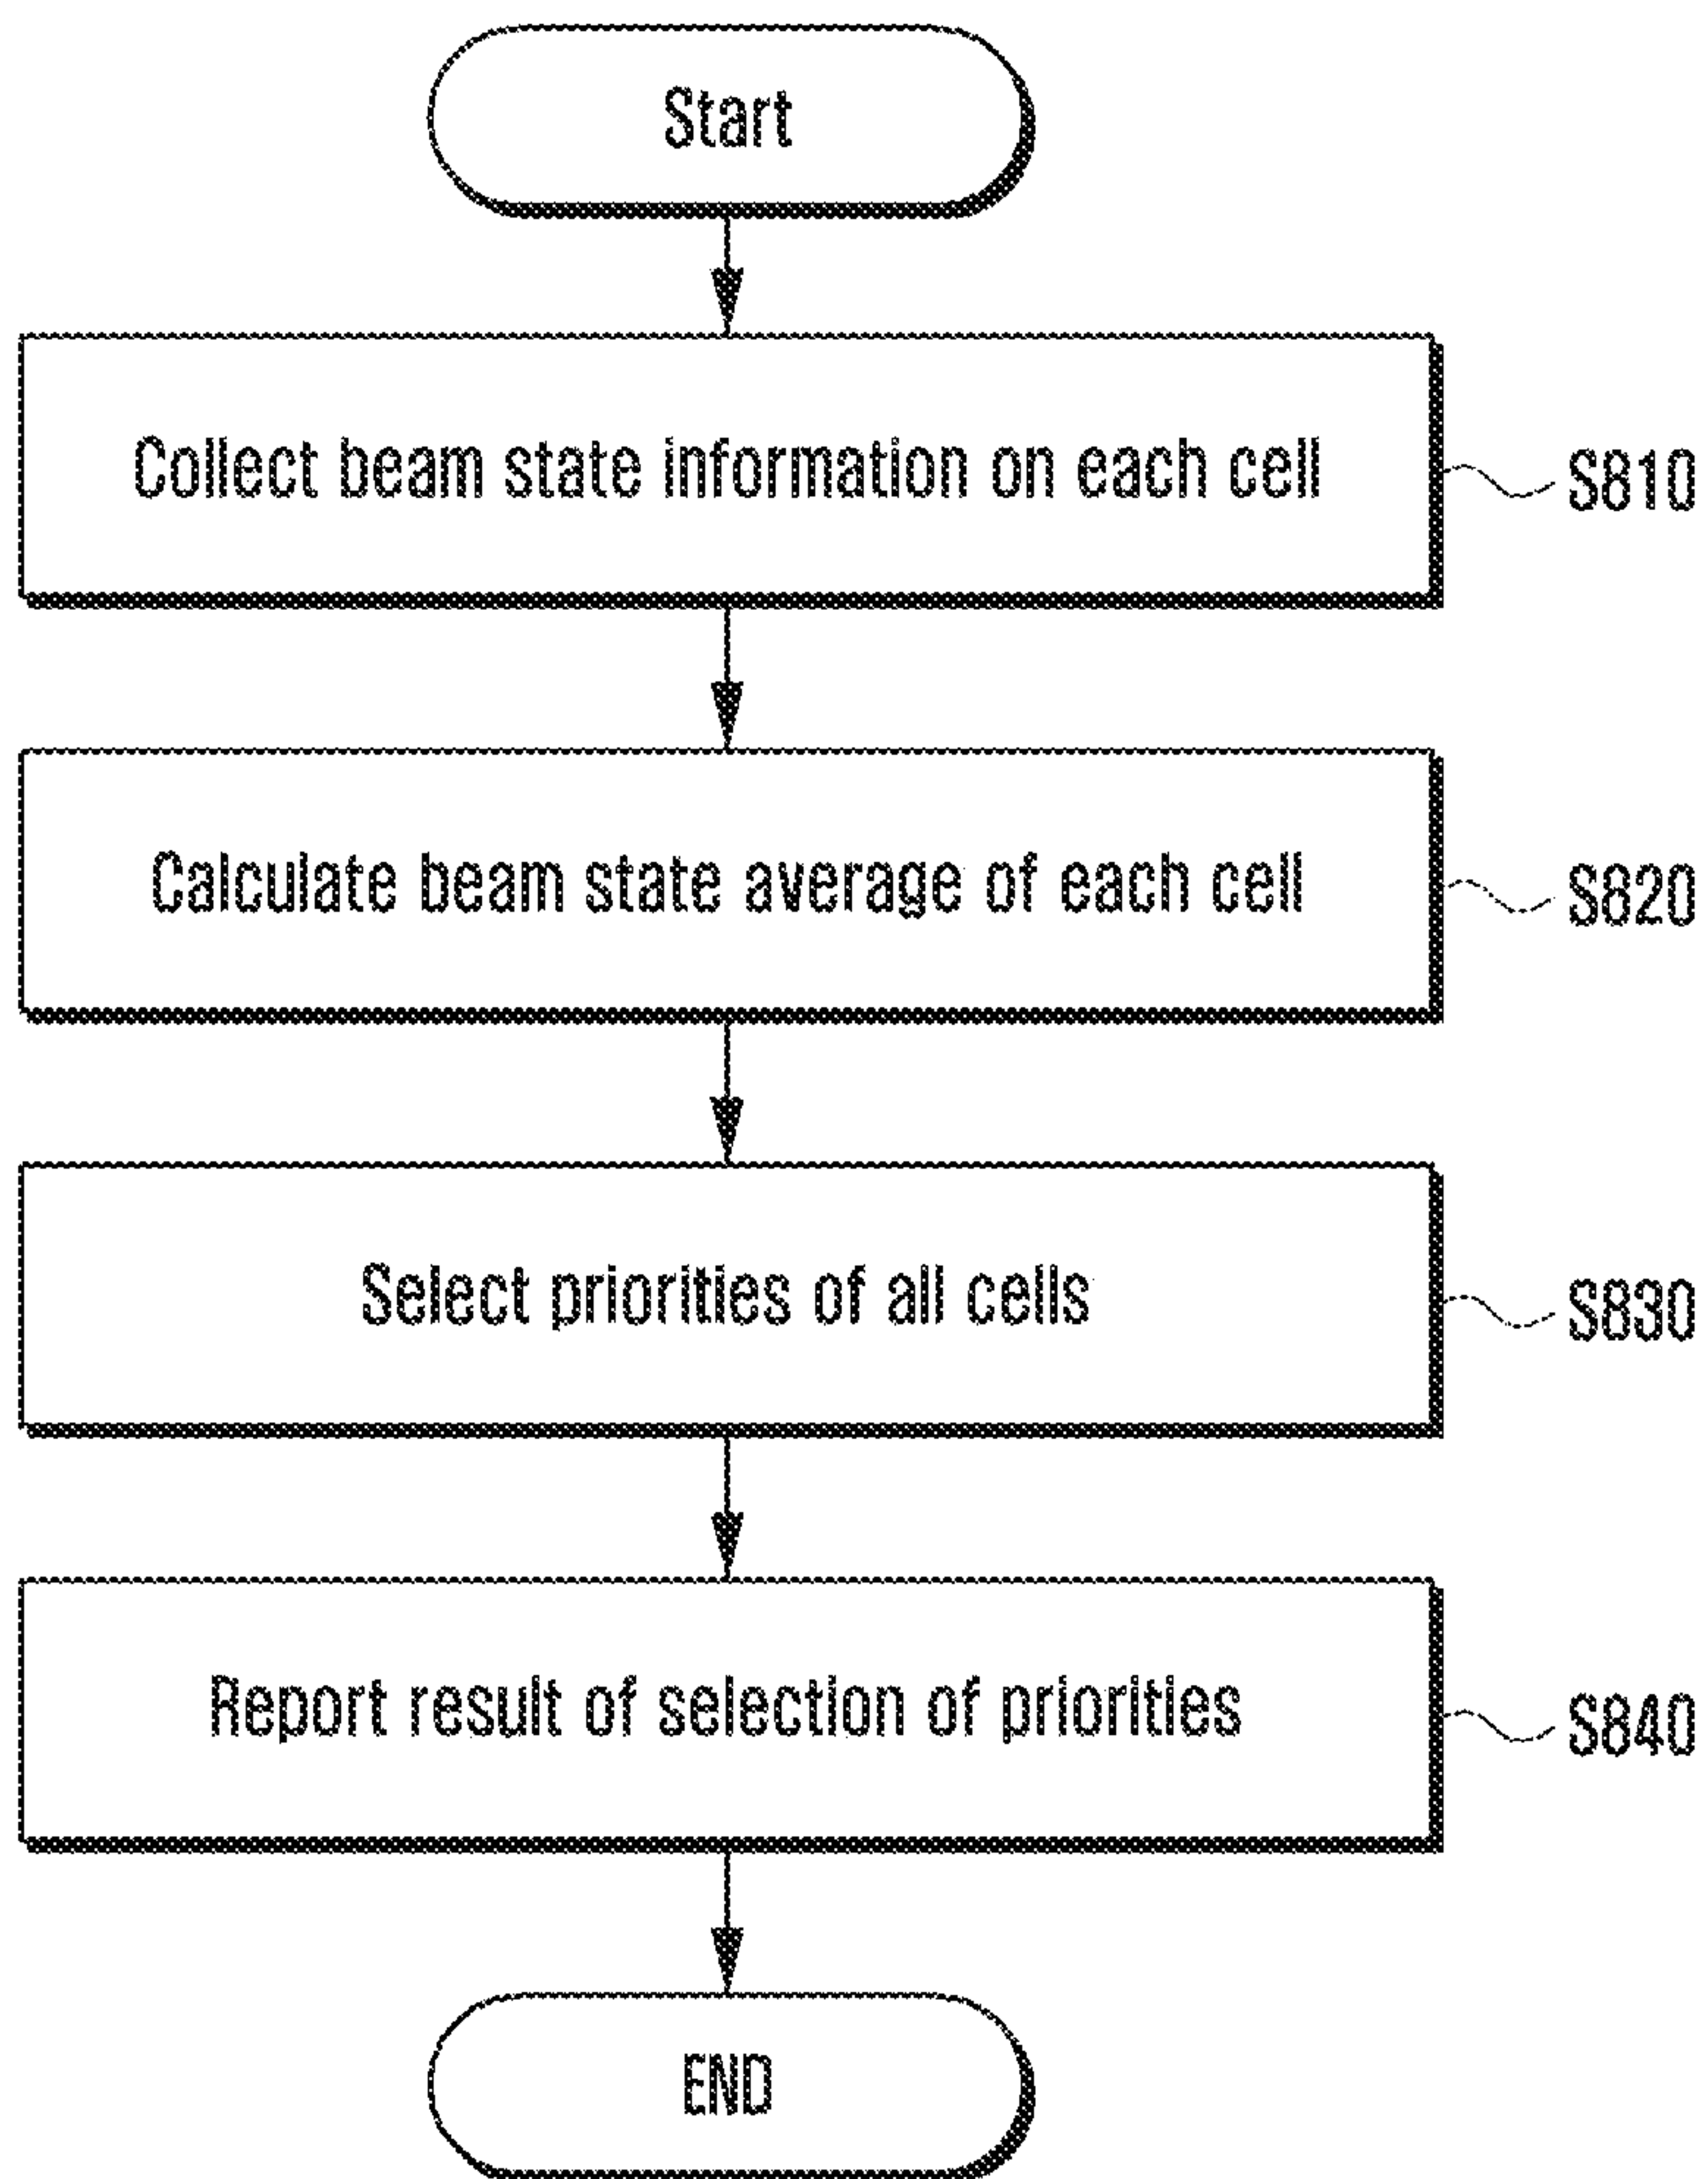 Start
Collect beam state information on each cell
S810
Calculate beam state average of each cell
S820
Select priorities of all cells
S830
Report result of selection of priorities
S840
END